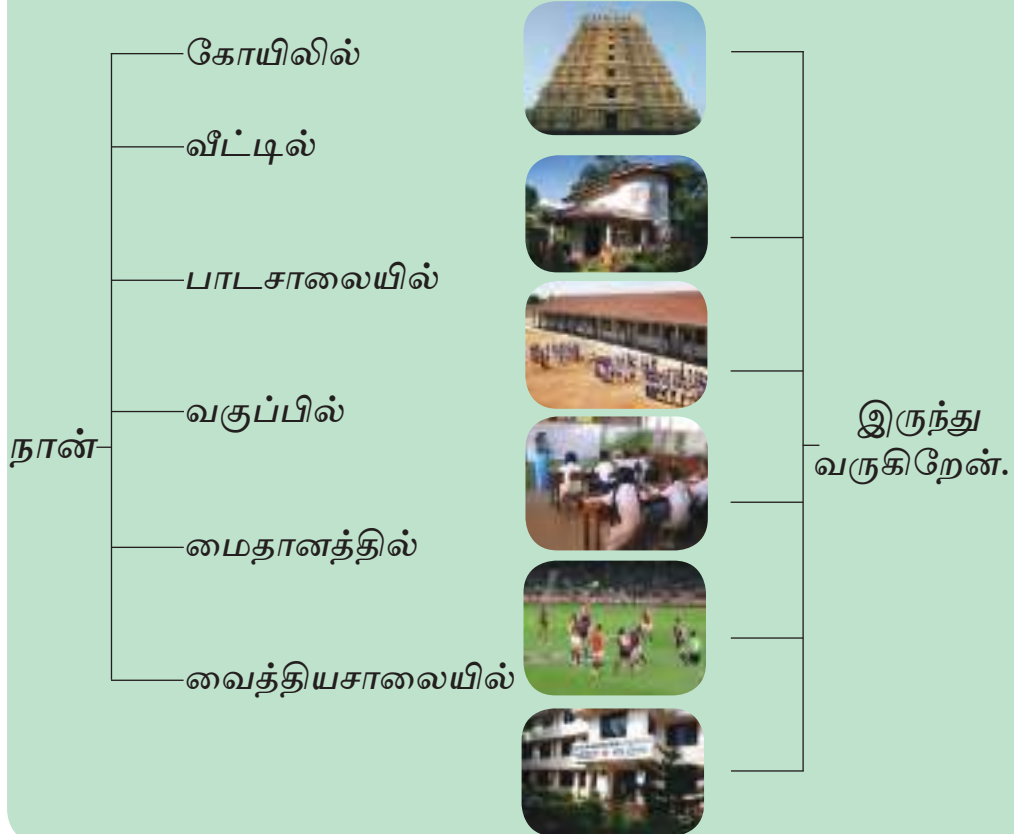 கோயிலில்
வீட்டில்
பாடசாலையில்
வகுப்பில்
நான்
இருந்து
வருகிறேன்.
மைதானத்தில்
வைத்தியசாலையில்